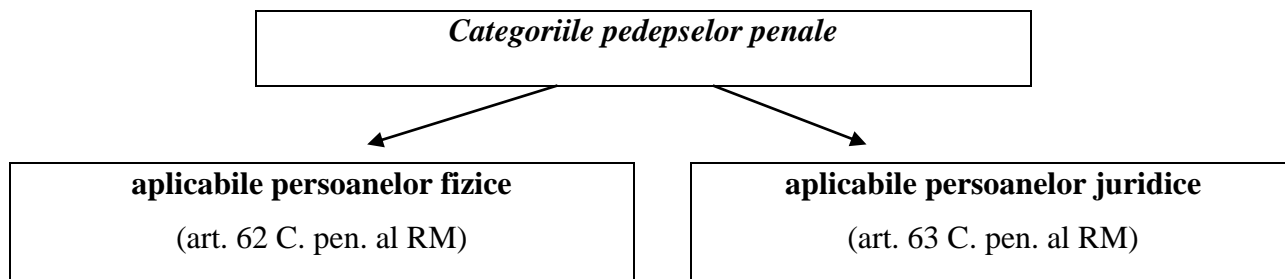 Categoriile pedepselor penale
aplicabile persoanelor fizice
(art. 62 C. pen. al RM)
aplicabile persoanelor juridice
(art. 63 C. pen. al RM)